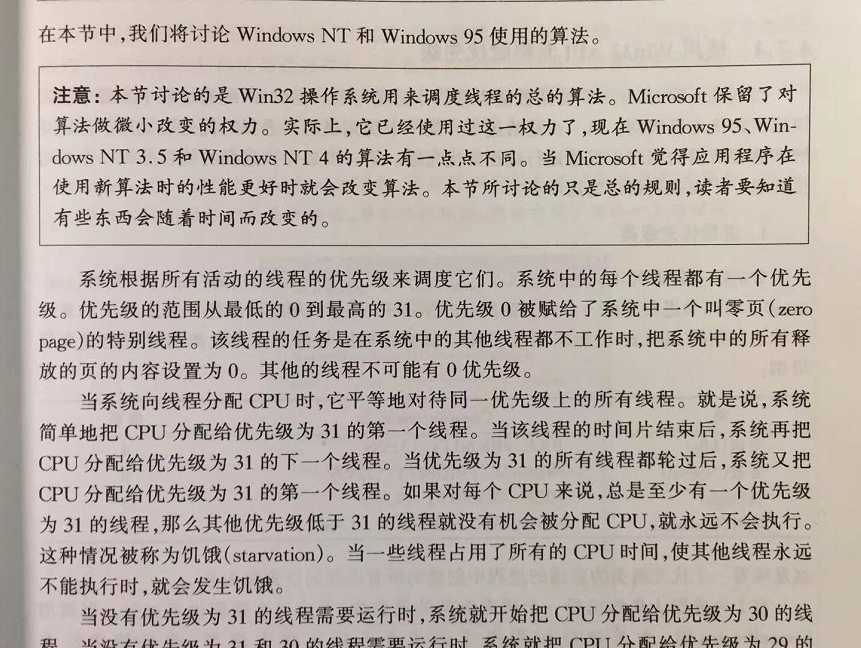 在本节中,我们将讨论 Windows NT 和 Windows 95 使用的算法。
注意: 本节讨论的是 Win32 操作系统用来调度线程的总的算法。Microsoft 保留了对
算法做微小改变的权力。实际上,它已经使用过这一权力了,现在 Windows 95、Win-
dows NT 3.5 和 Windows NT 4 的算法有一点点不同。当 Microsoft 觉得应用程序在
使用新算法时的性能更好时就会改变算法。本节所讨论的只是总的规则,读者要知道
有些东西会随着时间而改变的。
系统根据所有活动的线程的优先级来调度它们。系统中的每个线程都有一个优先
级。优先级的范围从最低的 0 到最高的 31。优先级 0 被赋给了系统中一个叫零页(zero
page)的特别线程。该线程的任务是在系统中的其他线程都不工作时,把系统中的所有释
放的页的内容设置为 0。其他的线程不可能有 0 优先级。
当系统向线程分配 CPU 时,它平等地对待同一优先级上的所有线程。就是说,系统
简单地把 CPU 分配给优先级为 31 的第一个线程。当该线程的时间片结束后,系统再把
CPU 分配给优先级为 31 的下一个线程。当优先级为 31 的所有线程都轮过后,系统又把
CPU 分配给优先级为 31 的第一个线程。如果对每个 CPU 来说,总是至少有一个优先级
为 31 的线程,那么其他优先级低于 31 的线程就没有机会被分配 CPU,就永远不会执行。
这种情况被称为饥饿(starvation)。当一些线程占用了所有的 CPU 时间,使其他线程永远
不能执行时,就会发生饥饿。
当没有优先级为 31 的线程需要运行时,系统就开始把 CPU 分配给优先级为 30 的线
程。当没有优先级为 31 和 30 的线程需要运行时,系统就把 CPU 分配给优先级为 29 的